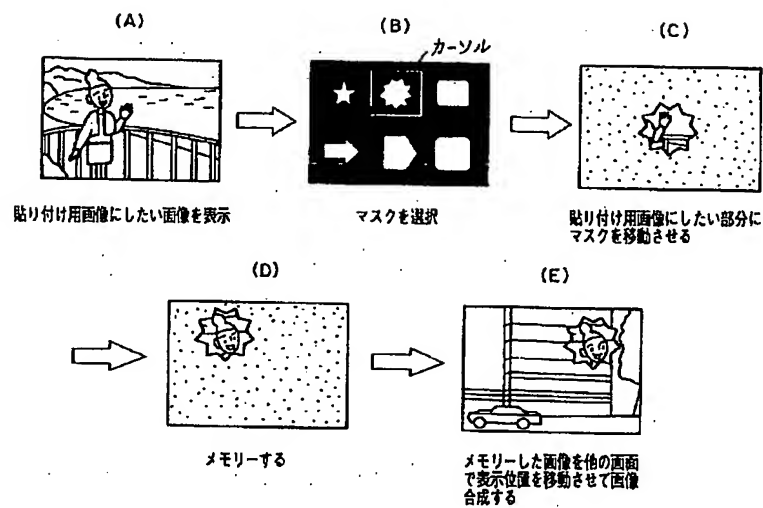 (A)
(B)
(C)
カーソル
貼り付け用画像にしたい画像を表示
マスクを選択
貼り付け用画像にしたい部分に
マスクを移動させる
(D)
(E)
メモリーする
メモリーした画像を他の画面
で表示位置を移動させて画像
合成する